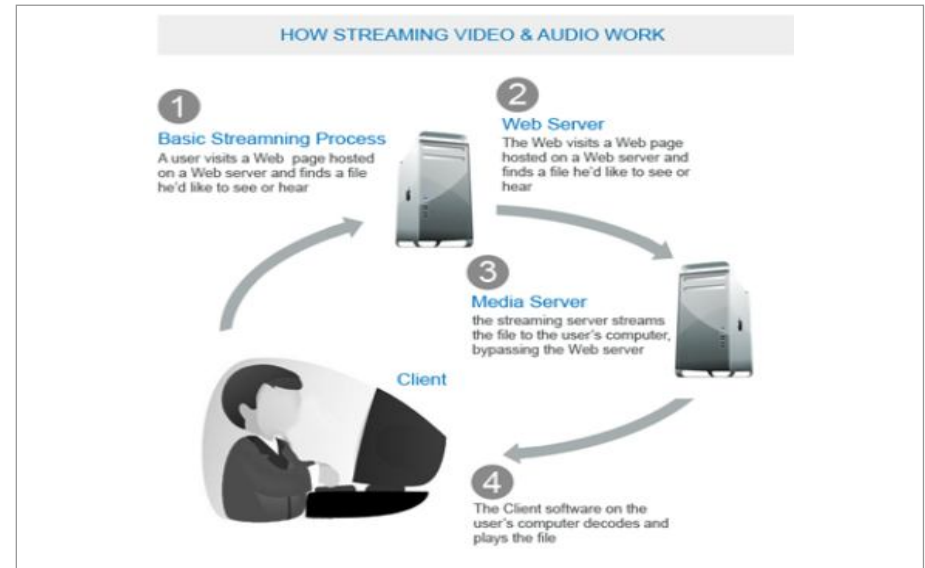 HOW STREAMING VIDEO & AUDIO WORK
1
Basic Streamning Process
A user visits a Web page hosted
on a Web server and finds a file
he'd like to see or hear
2
Web Server
The Web visits a Web page
hosted on a Web server and
finds a file he'd like to see or
hear
3
Media Server
the streaming server streams
the file to the user's computer,
bypassing the Web server
Client
4
The Client software on the
user's computer decodes and
plays the file